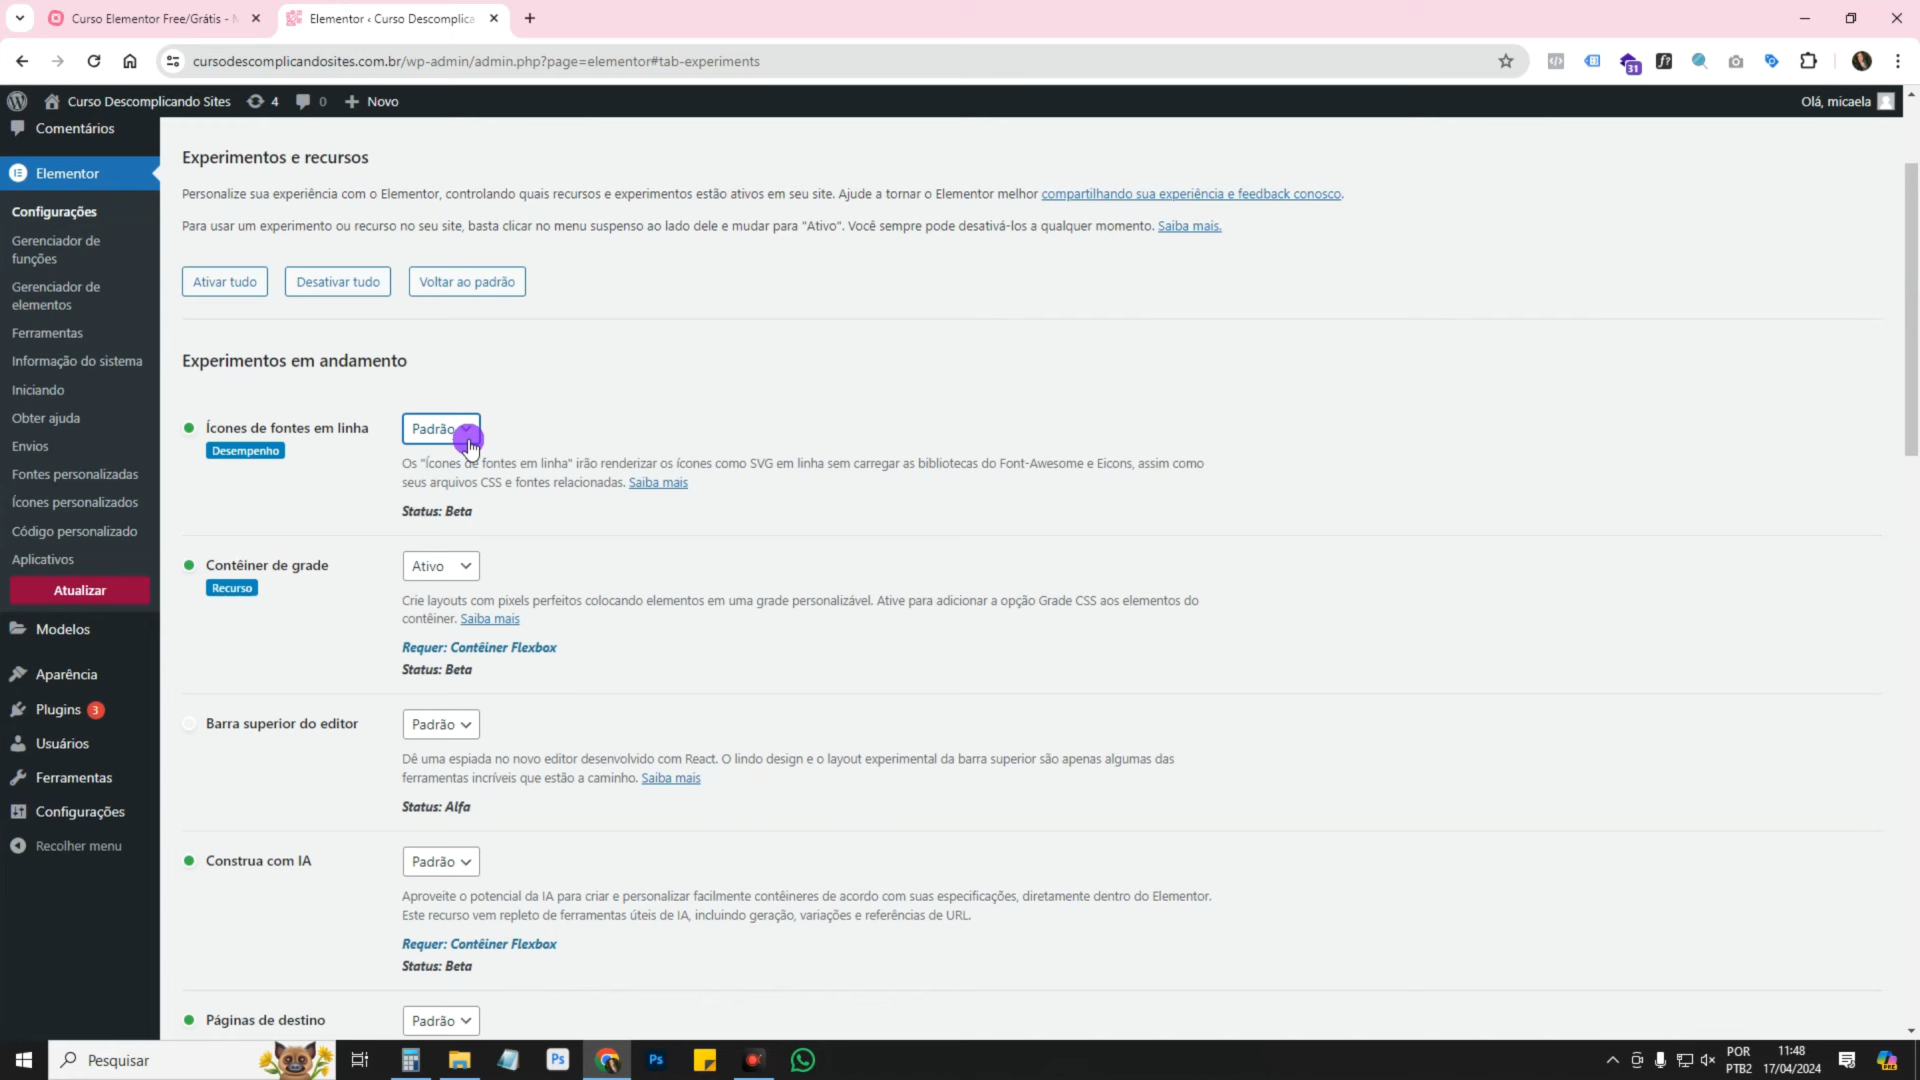 Curso Elementor Free/Grátis -
Elementor ‹ Curso Descomplica
cursodescomplicandosites.com.br/wp-admin/admin.php?page=elementor#tab-experiments
31
f?
Curso Descomplicando Sites
4
0
Novo
Olá, micaela
Comentários
Elementor
Configurações
Gerenciador de
funções
Gerenciador de
elementos
Ferramentas
Informação do sistema
Iniciando
Obter ajuda
Envios
Fontes personalizadas
Ícones personalizados
Código personalizado
Aplicativos
Atualizar
Modelos
Aparência
Plugins 3
Usuários
Ferramentas
Configurações
Recolher menu
Experimentos e recursos
Personalize sua experiência com o Elementor, controlando quais recursos e experimentos estão ativos em seu site. Ajude a tornar o Elementor melhor compartilhando sua experiência e feedback conosco.
Para usar um experimento ou recurso no seu site, basta clicar no menu suspenso ao lado dele e mudar para "Ativo". Você sempre pode desativá-los a qualquer momento. Saiba mais.
Ativar tudo
Desativar tudo
Voltar ao padrão
Experimentos em andamento
Ícones de fontes em linha
Desempenho
Padrão
Os "Ícones de fontes em linha" irão renderizar os ícones como SVG em linha sem carregar as bibliotecas do Font-Awesome e Eicons, assim como
seus arquivos CSS e fontes relacionadas. Saiba mais
Status: Beta
Contêiner de grade
Recurso
Ativo
Crie layouts com pixels perfeitos colocando elementos em uma grade personalizável. Ative para adicionar a opção Grade CSS aos elementos do
contêiner. Saiba mais
Requer: Contêiner Flexbox
Status: Beta
Barra superior do editor
Padrão
Dê uma espiada no novo editor desenvolvido com React. O lindo design e o layout experimental da barra superior são apenas algumas das
ferramentas incríveis que estão a caminho. Saiba mais
Status: Alfa
Construa com IA
Padrão
Aproveite o potencial da IA para criar e personalizar facilmente contêineres de acordo com suas especificações, diretamente dentro do Elementor.
Este recurso vem repleto de ferramentas úteis de IA, incluindo geração, variações e referências de URL.
Requer: Contêiner Flexbox
Status: Beta
Páginas de destino
Padrão
Pesquisar
Ps
Ps
POR
PTB2
11:48
17/04/2024
PRE